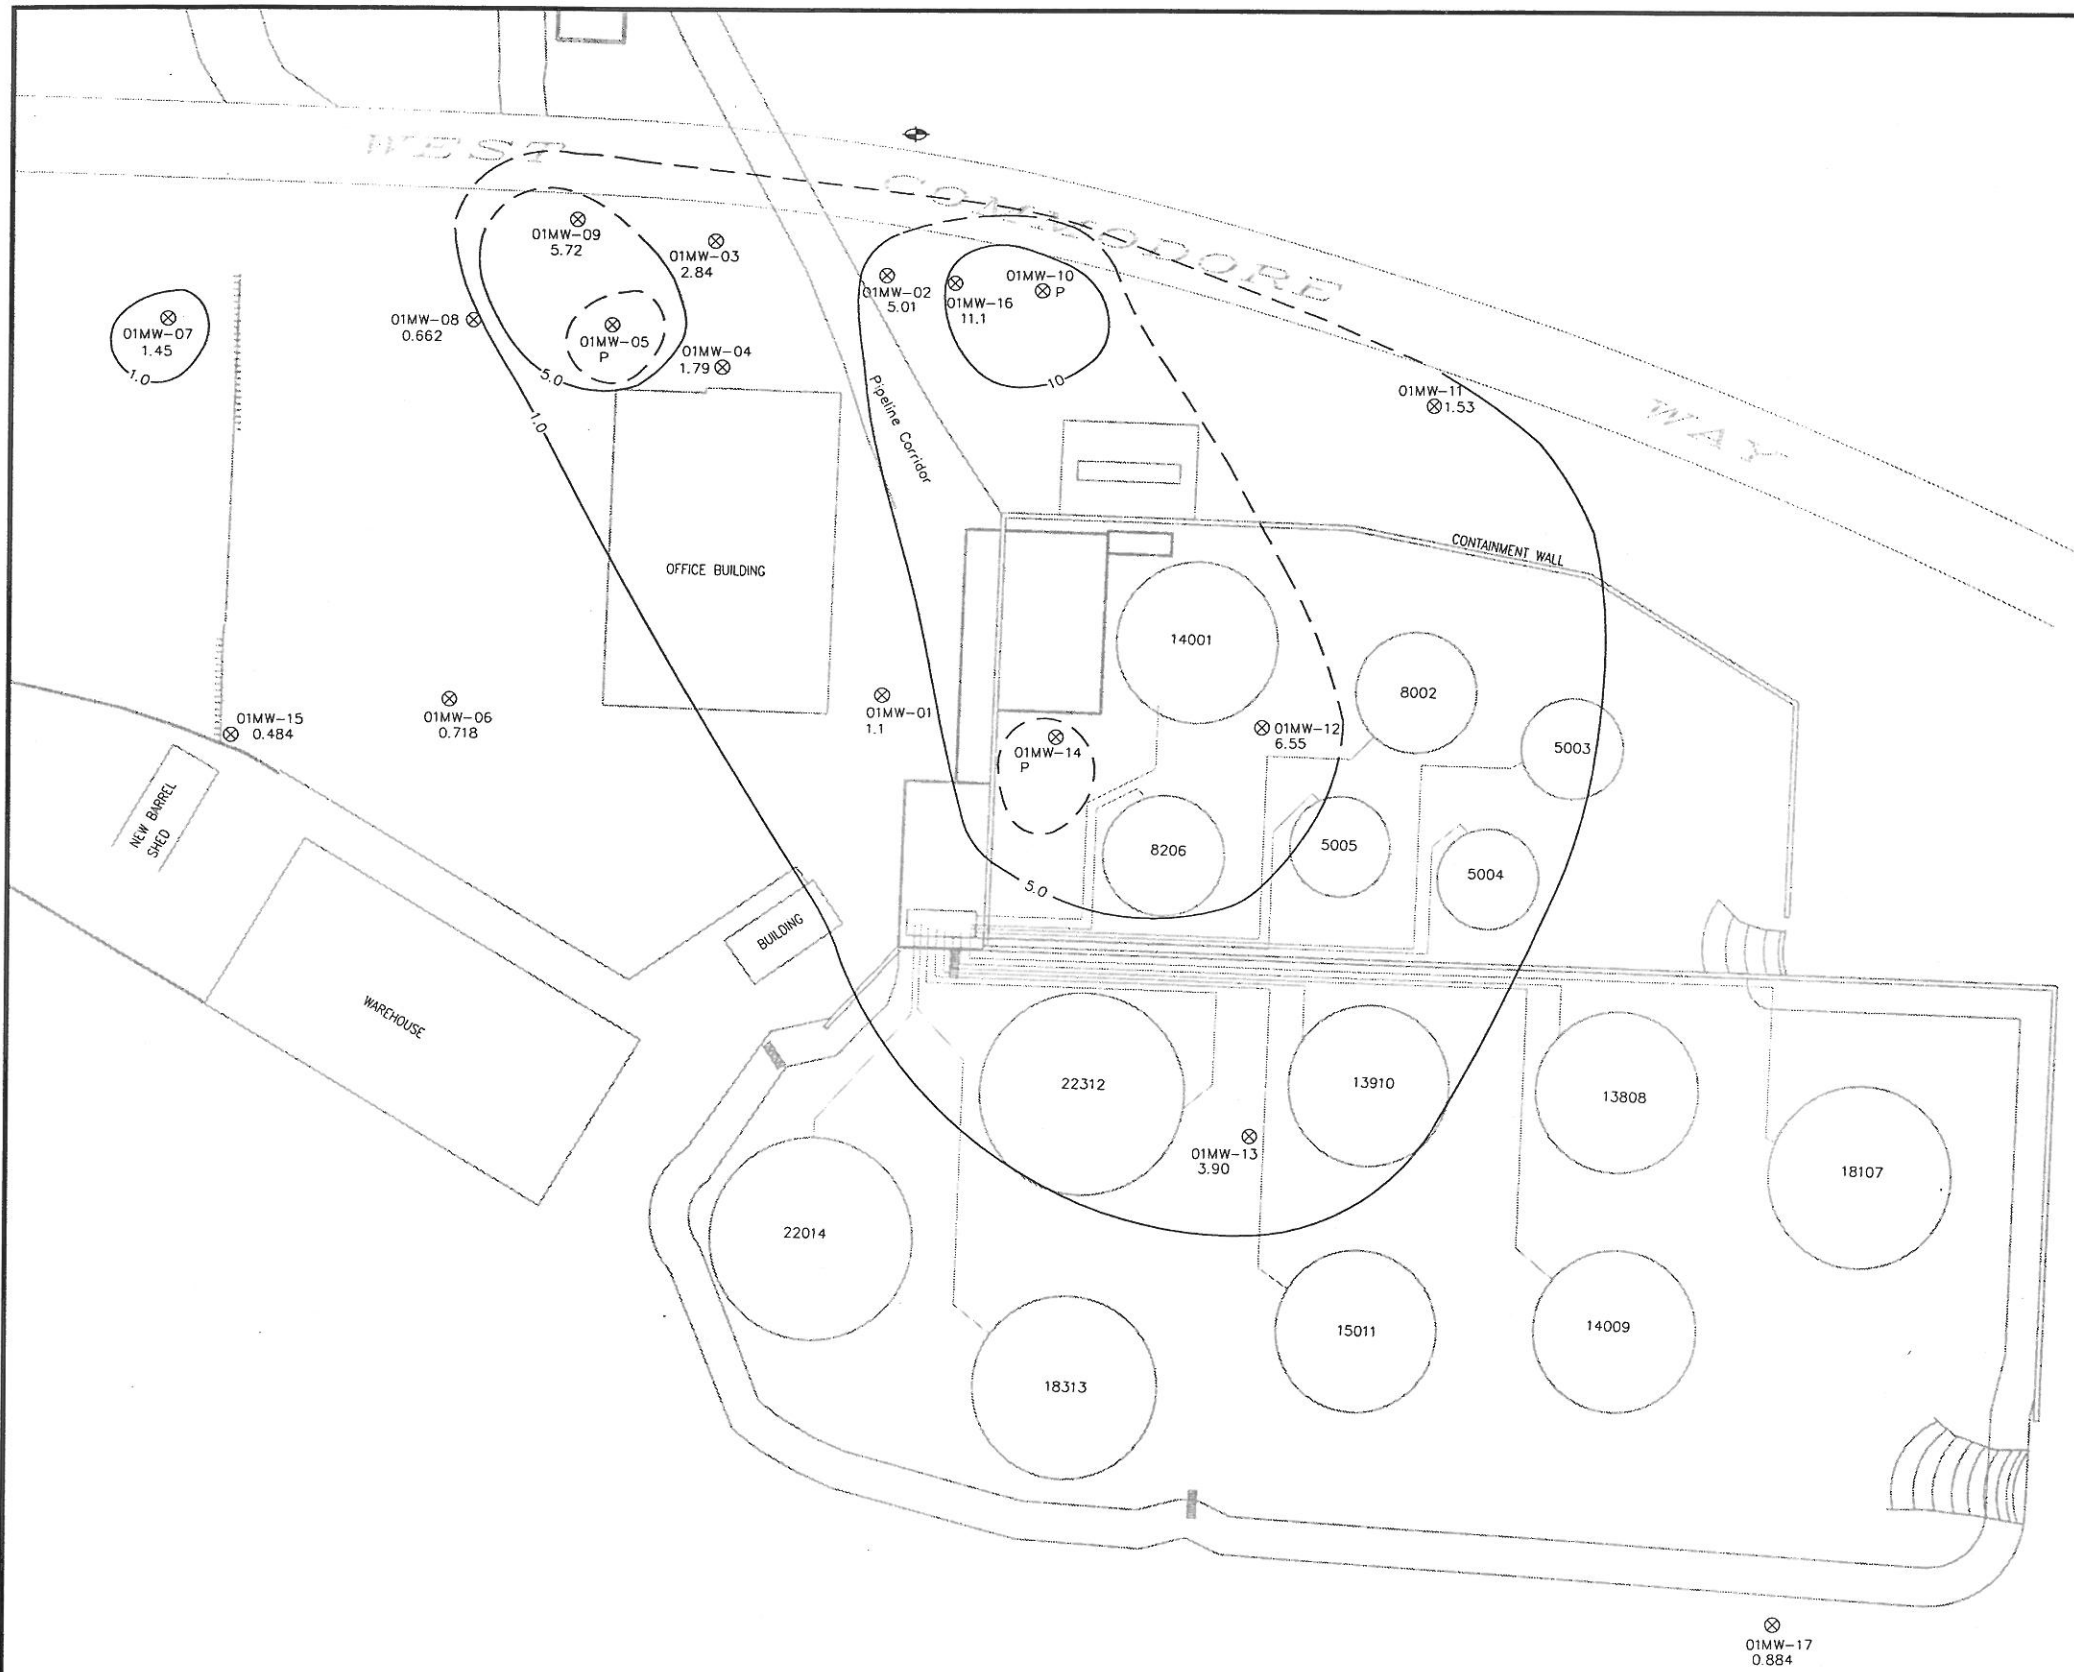 WEST
COMMODORE
WAY
01MW-09
5.72
01MW-03
2.84
01MW-02
5.01
01MW-16
11.1
01MW-10
P
01MW-07
1.45
1.0
01MW-08
0.662
01MW-05
P
01MW-04
1.79
5.0
1.0
10
Pipeline Corridor
01MW-11
1.53
CONTAINMENT WALL
OFFICE BUILDING
14001
8002
5003
01MW-15
0.484
01MW-06
0.718
01MW-01
1.1
01MW-14
P
01MW-12
6.55
NEW BARREL
SHED
8206
5005
5004
5.0
BUILDING
WAREHOUSE
22312
13910
13808
01MW-13
3.90
18107
22014
18313
15011
14009
01MW-17
0.884